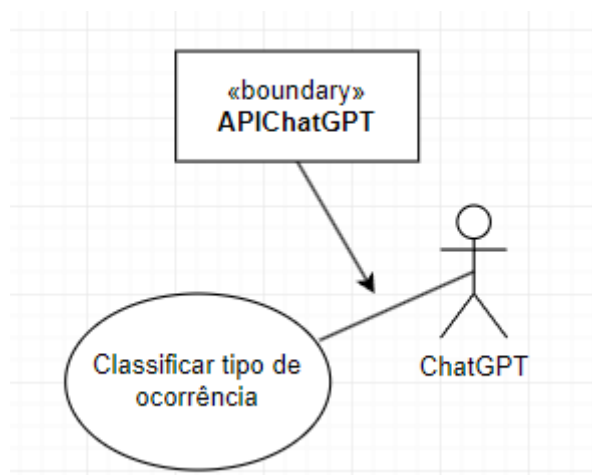 «boundary»
APIChatGPT
ChatGPT
Classificar tipo de
ocorrência